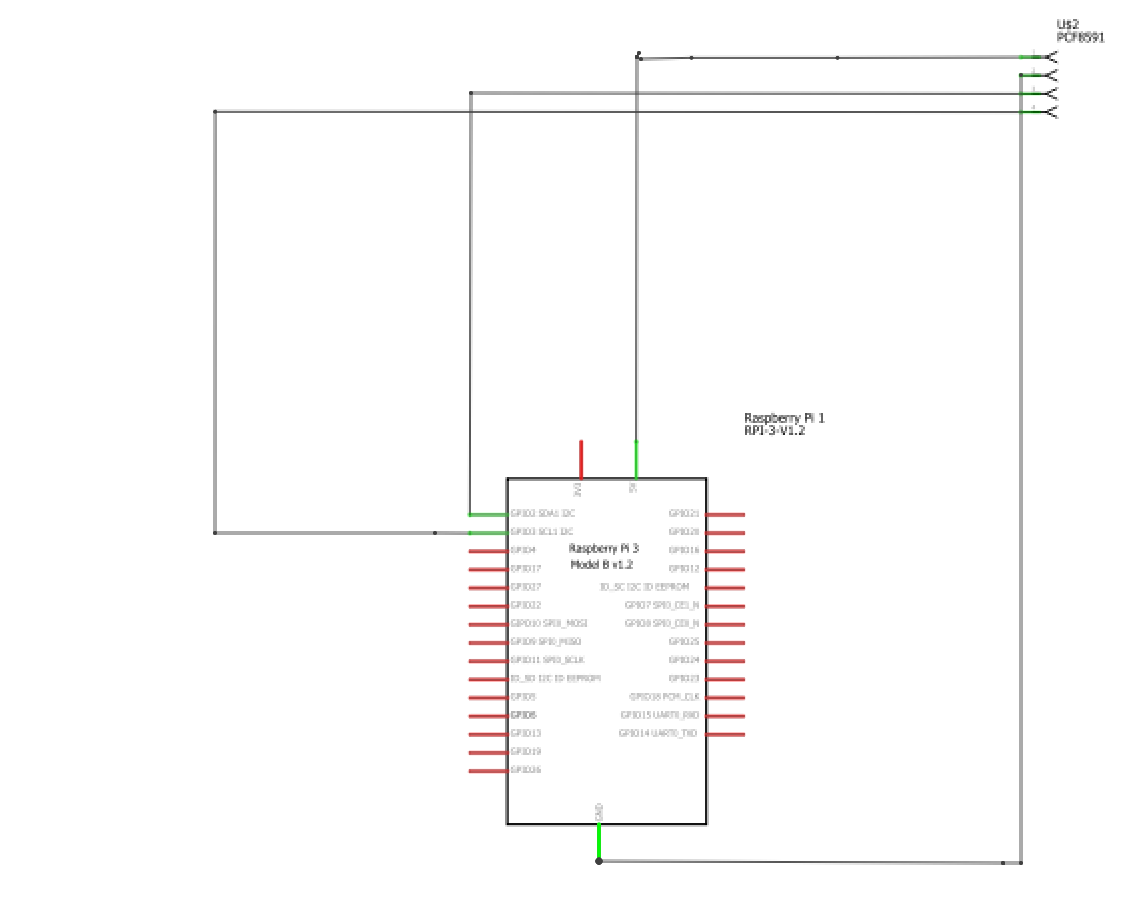 U$2
PCF8591
Raspberry Pi 1
RPI-3-V1.2
3V3
5V
GPIO2 SDA1 I2C
GPIO3 SCL1 I2C
GPIO4
GPIO17
GPIO27
GPIO22
GPIO10 SPI0_MOSI
GPIO9 SPI0_MISO
GPIO11 SPI0_SCLK
ID_SD I2C ID EEPROM
GPIO5
GPIO6
GPIO13
GPIO19
GPIO26
Raspberry Pi 3
Model B v1.2
GPIO21
GPIO20
GPIO16
GPIO12
ID_SC I2C ID EEPROM
GPIO7 SPI0_CE1_N
GPIO8 SPI0_CE0_N
GPIO25
GPIO24
GPIO23
GPIO18 PCM_CLK
GPIO15 UART0_RXD
GPIO14 UART0_TXD
GND